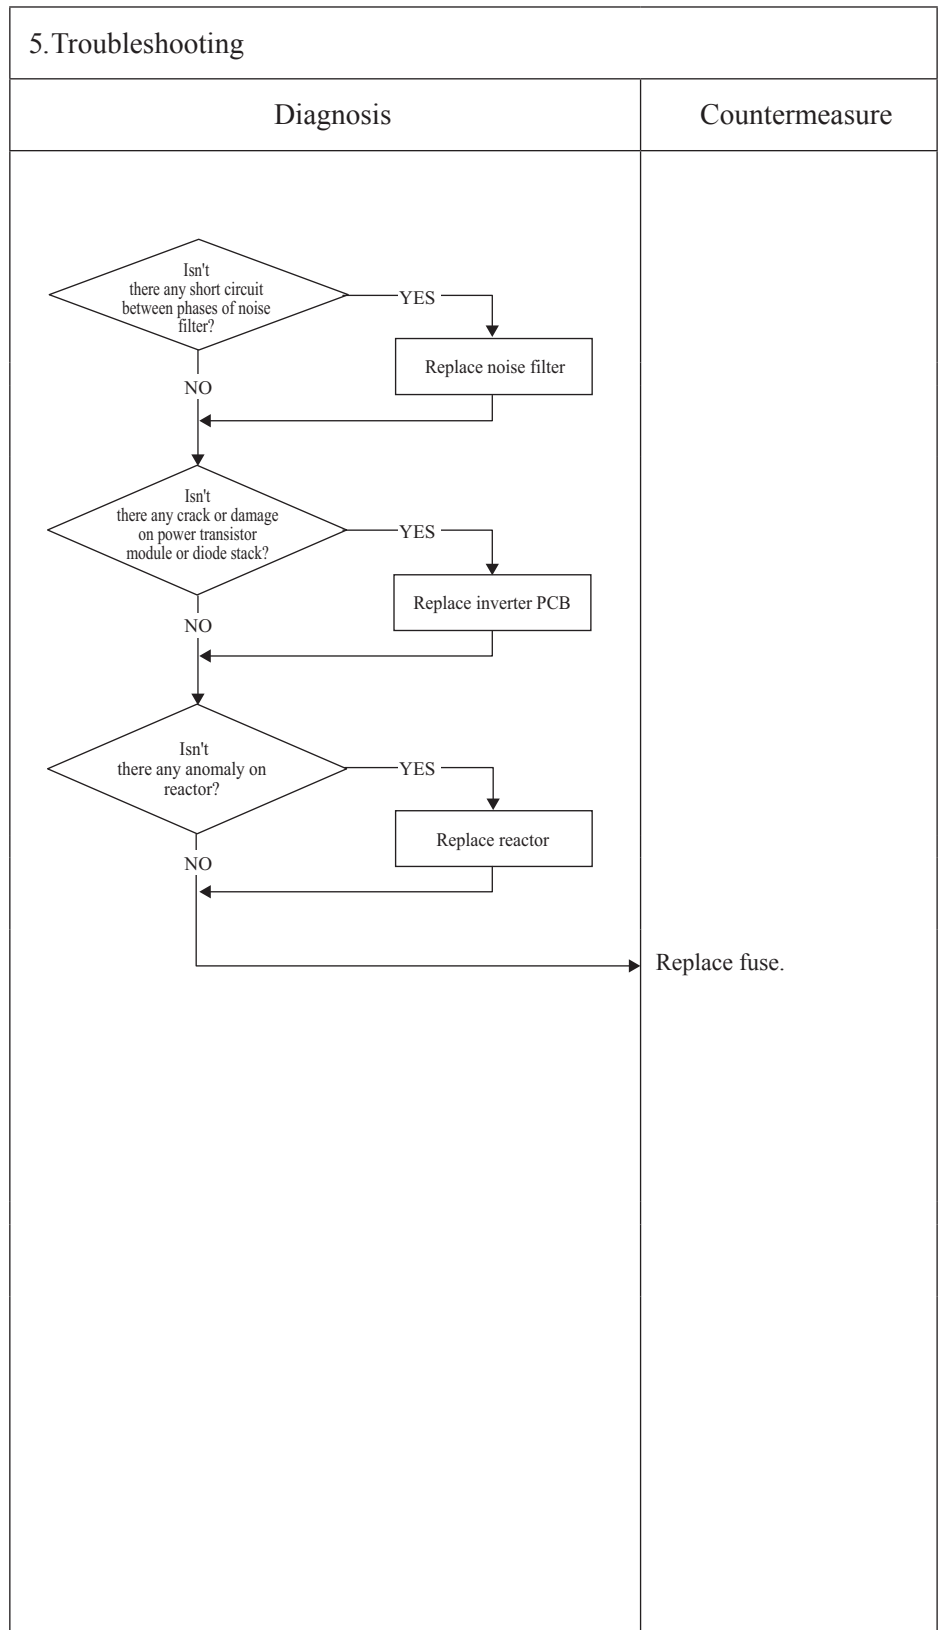 5.Troubleshooting
Diagnosis
Countermeasure
Isn't
there any short circuit
between phases of noise
filter?
YES
Replace noise filter
NO
Isn't
there any crack or damage
on power transistor
module or diode stack?
YES
Replace inverter PCB
NO
Isn't
there any anomaly on
reactor?
YES
Replace reactor
NO
Replace fuse.